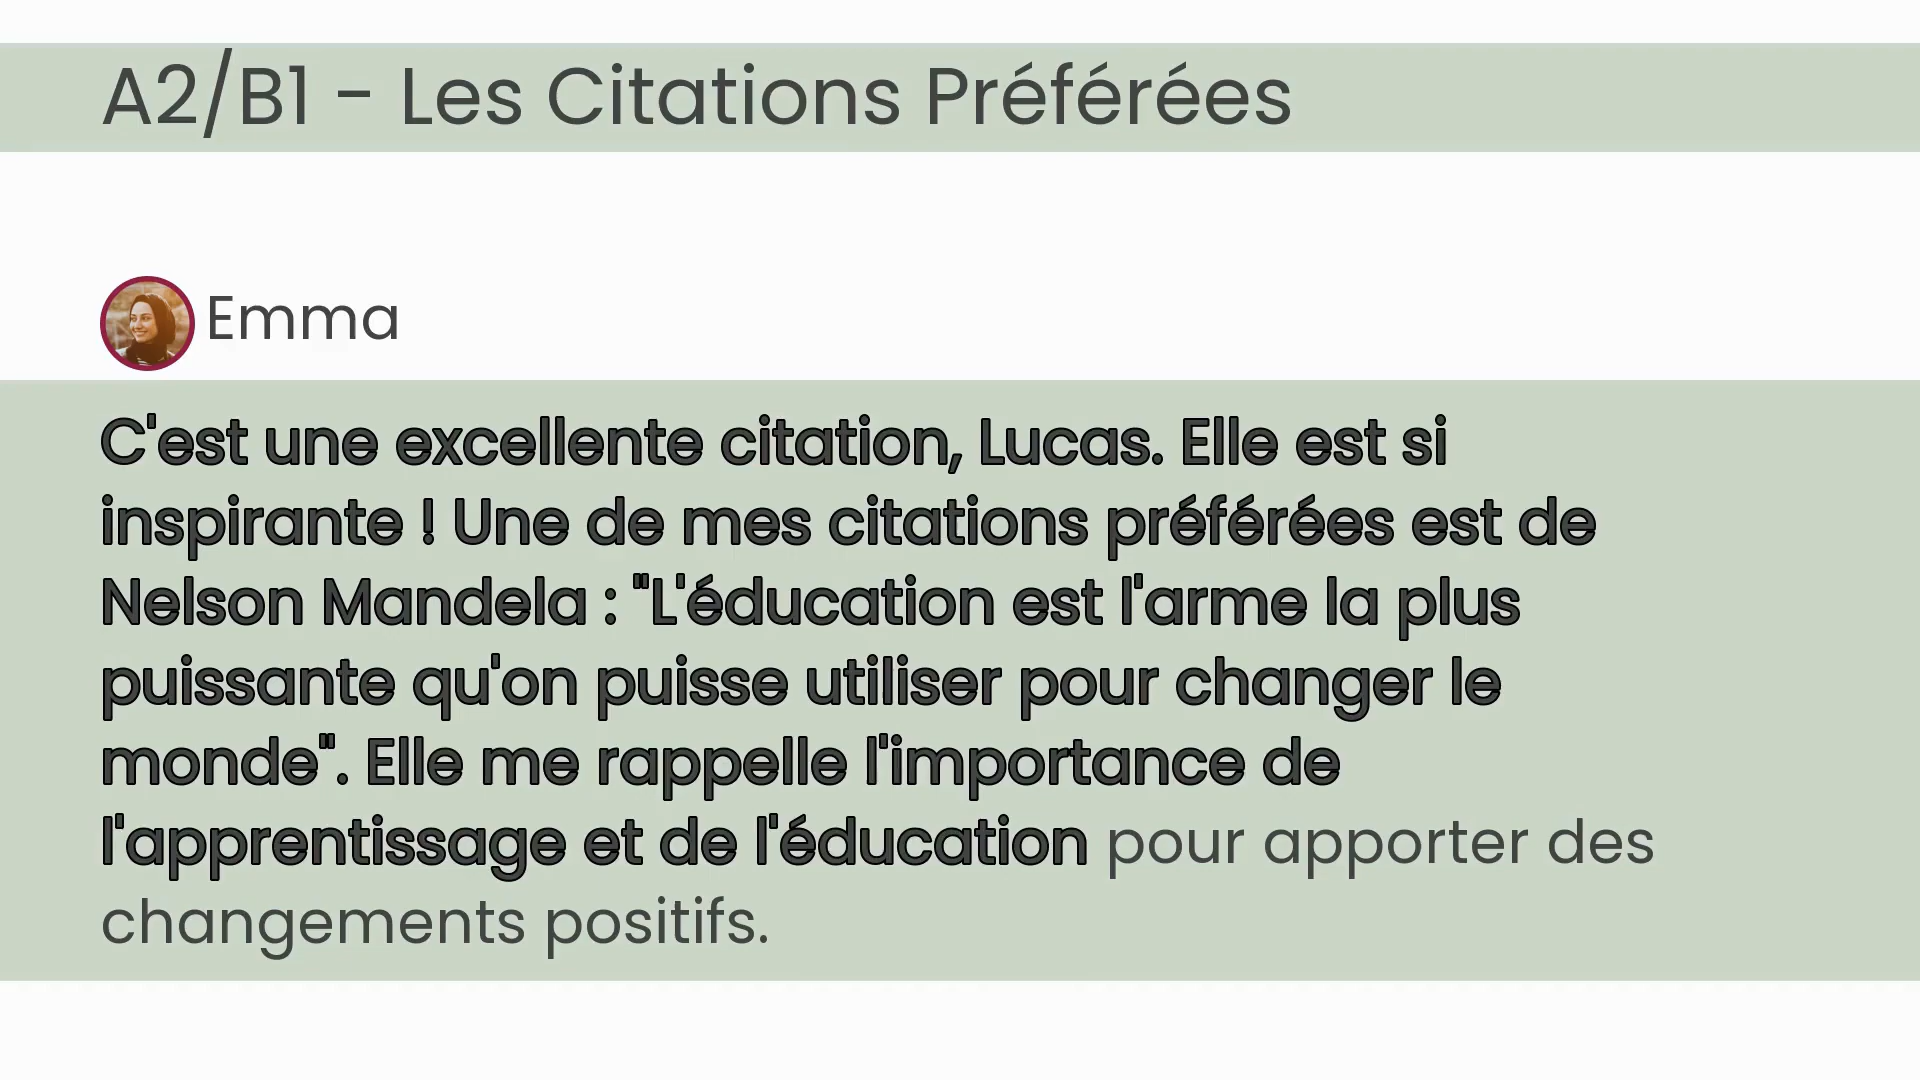 A2/B1 - Les Citations Préférées
Emma
C'est une excellente citation, Lucas. Elle est si
inspirante ! Une de mes citations préférées est de
Nelson Mandela : "L'éducation est l'arme la plus
puissante qu'on puisse utiliser pour changer le
monde". Elle me rappelle l'importance de
l'apprentissage et de l'éducation pour apporter des
changements positifs.